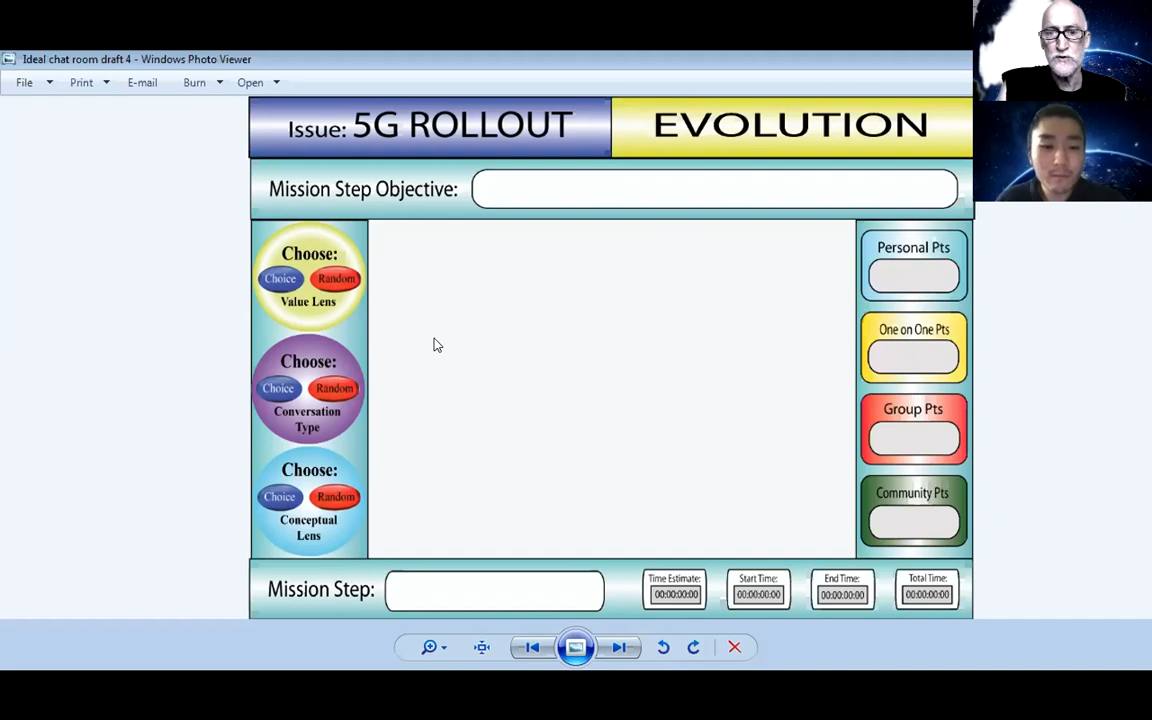 Ideal chat room draft 4 - Windows Photo Viewer
File Print E-mail Burn Open
Issue: 5G ROLLOUT EVOLUTION
Mission Step Objective:
Choose:
Choice Random
Value Lens
Choose:
Choice Random
Conversation
Type
Choose:
Choice Random
Conceptual
Lens
Personal Pts
One on One Pts
Group Pts
Community Pts
Mission Step:
Time Estimate: Start Time: End Time: Total Time:
00:00:00:00 00:00:00:00 00:00:00:00 00:00:00:00